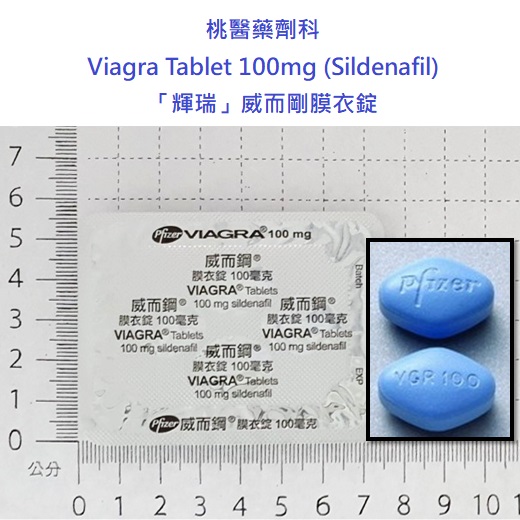 桃醫藥劑科
Viagra Tablet 100mg (Sildenafil)
「輝瑞」威而剛膜衣錠
7
6
5
4
3
2
1
0
公分
0 1 2 3 4 5 6 7 8 9 10 11
Pfizer VIAGRA® 100 mg
威而鋼®
膜衣錠 100毫克
VIAGRA® Tablets
100 mg sildenafil
威而鋼®
膜衣錠 100毫克
VIAGRA® Tablets
100 mg sildenafil
威而鋼®
膜衣錠 100毫克
VIAGRA® Tablets
100 mg sildenafil
威而鋼®
膜衣錠 100毫克
VIAGRA® Tablets
100 mg sildenafil
Pfizer 威而鋼® 膜衣錠 100毫克
Batch
EXP
Pfizer
VGR 100